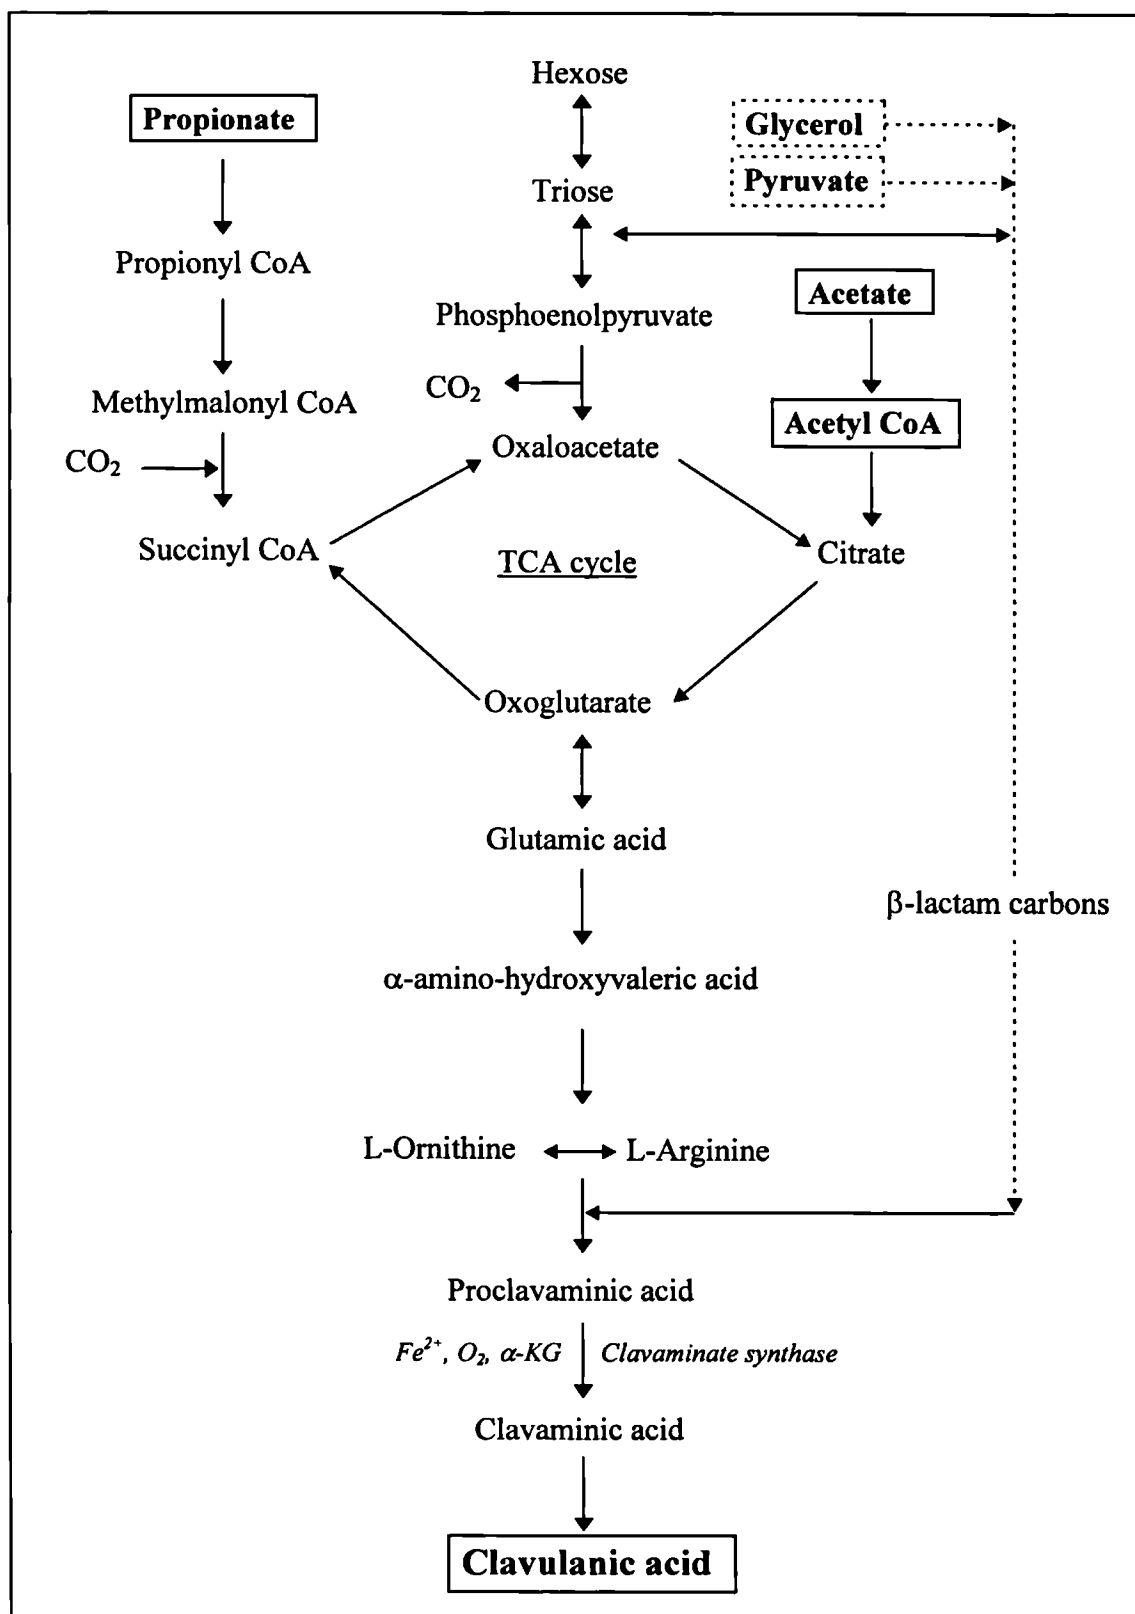 Hexose
Propionate
Glycerol
Pyruvate
Triose
Propionyl CoA
Acetate
Phosphoenolpyruvate
CO₂
Methylmalonyl CoA
Acetyl CoA
Oxaloacetate
CO₂
Succinyl CoA
TCA cycle
Citrate
Oxoglutarate
Glutamic acid
β-lactam carbons
α-amino-hydroxyvaleric acid
L-Ornithine L-Arginine
Proclavaminic acid
Fe²⁺, O₂, α-KG Clavaminate synthase
Clavaminic acid
Clavulanic acid